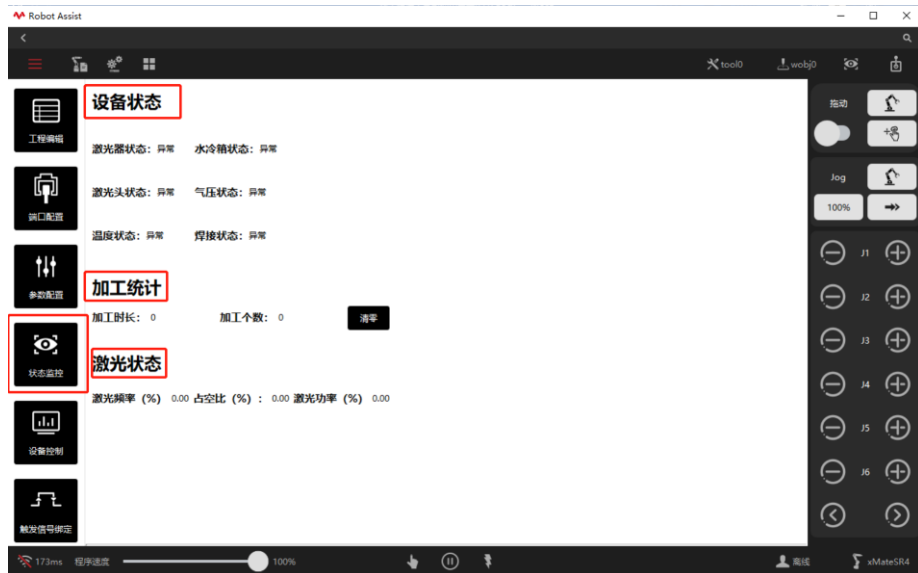 Robot Assist
tool0
wobj0
工程编辑
端口配置
参数配置
状态监控
设备控制
触发信号绑定
设备状态
激光器状态：异常 水冷箱状态：异常
激光头状态：异常 气压状态：异常
温度状态：异常 焊接状态：异常
加工统计
加工时长： 0 加工个数： 0 清零
激光状态
激光频率（%） 0.00 占空比（%）： 0.00 激光功率（%） 0.00
拖动
Jog
100%
J1
J2
J3
J4
J5
J6
173ms 程序速度 100% 离线 xMateSR4